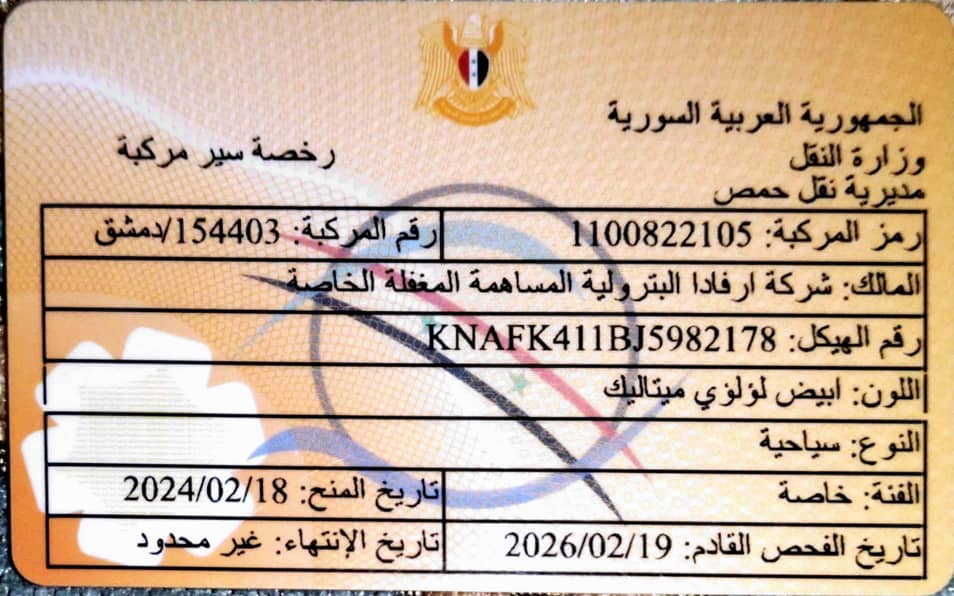 الجمهورية العربية السورية
وزارة النقل
مديرية نقل حمص
رخصة سير مركبة
رمز المركبة: 1100822105
رقم المركبة: 154403/دمشق
المالك: شركة ارفادا البترولية المساهمة المغفلة الخاصة
رقم الهيكل: KNAFK411BJ5982178
اللون: ابيض لؤلؤي ميتاليك
النوع: سياحية
الفئة: خاصة
تاريخ المنح: 2024/02/18
تاريخ الفحص القادم: 2026/02/19
تاريخ الإنتهاء: غير محدود